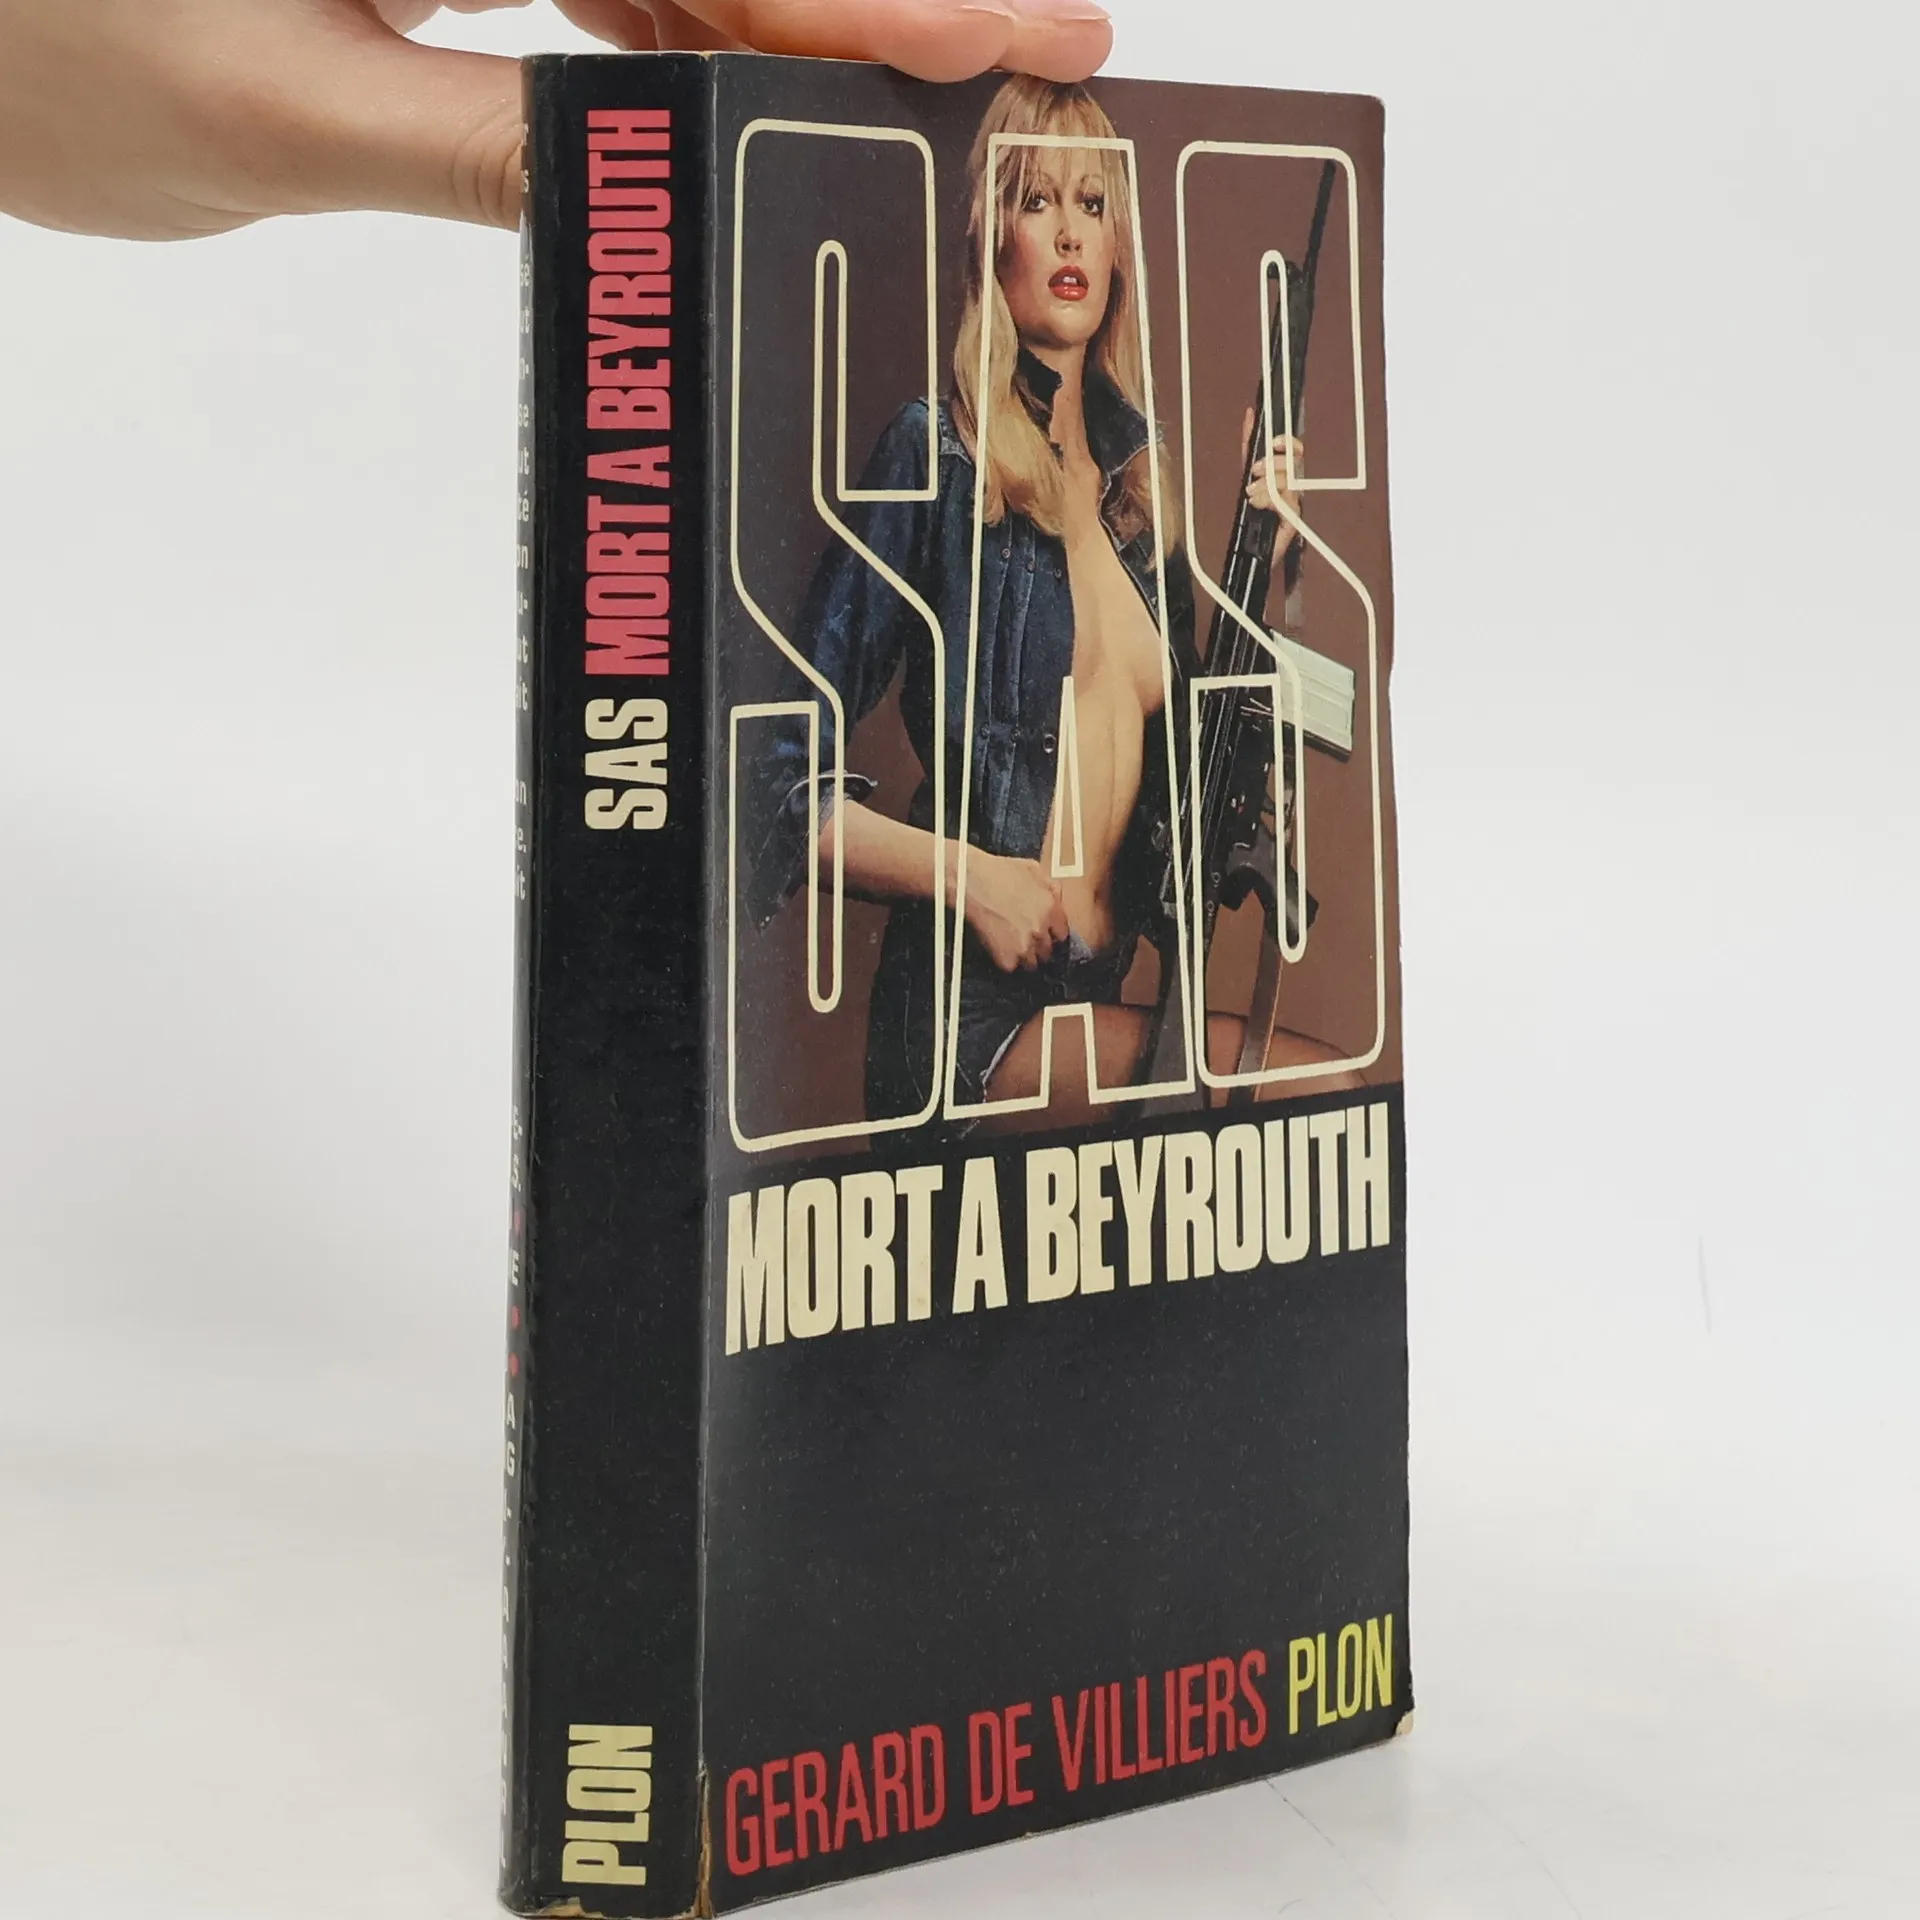 SAS MORT A BEYROUTH
PLON
SAS
MORT A BEYROUTH
GERARD DE VILLIERS PLON